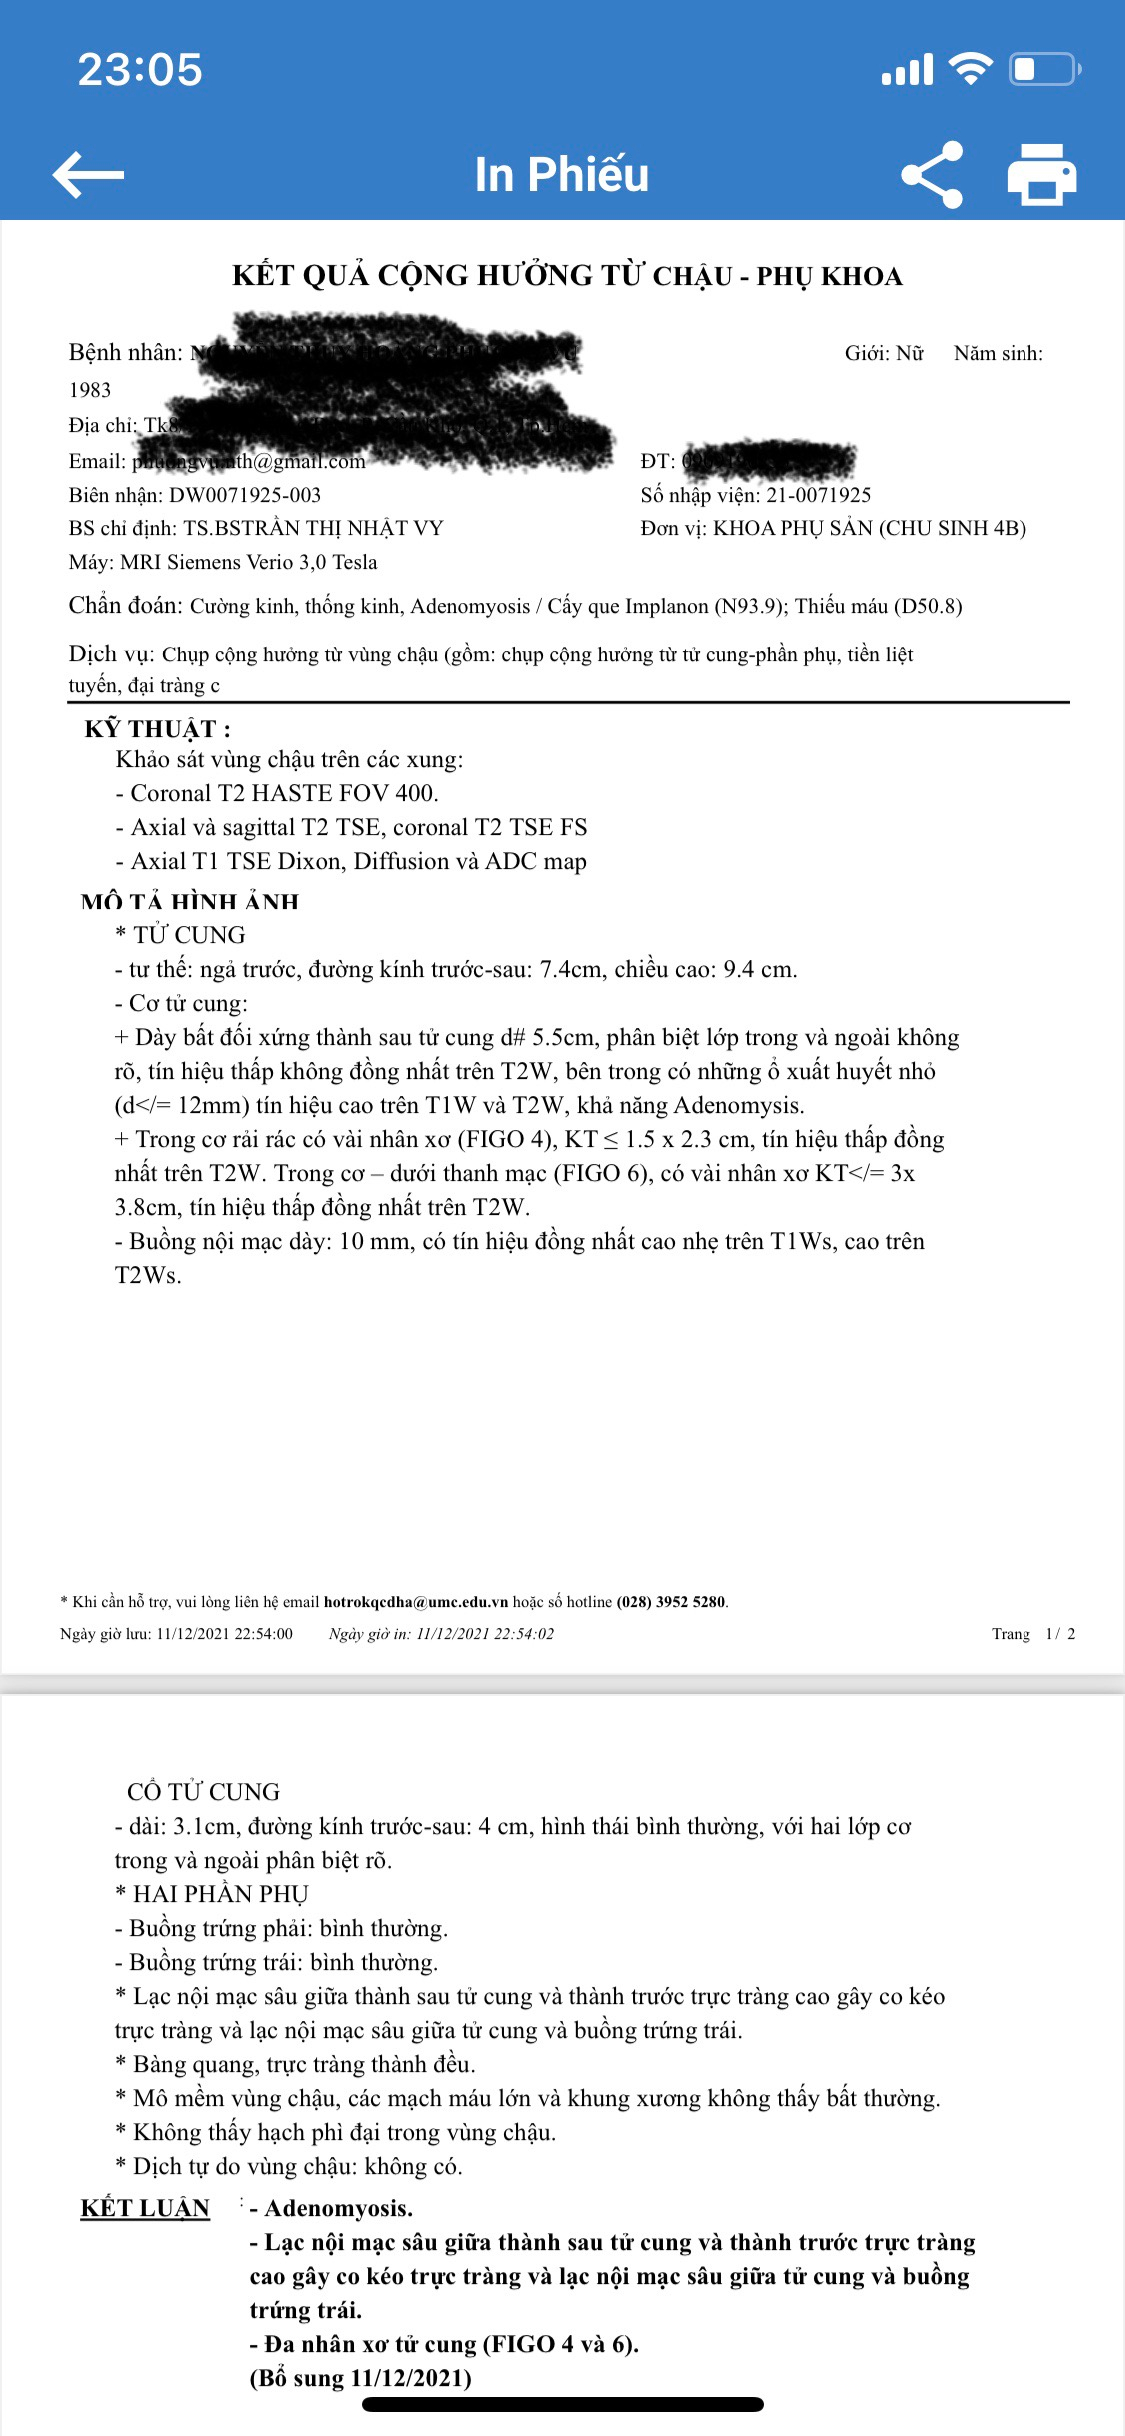 23:05
In Phiếu
KẾT QUẢ CỘNG HƯỞNG TỪ CHẬU - PHỤ KHOA
Bệnh nhân:
Giới: Nữ Năm sinh:
1983
Địa chỉ:
Email:
ĐT:
Biên nhận: DW0071925-003
Số nhập viện: 21-0071925
BS chỉ định: TS.BSTRẦN THỊ NHẬT VY
Đơn vị: KHOA PHỤ SẢN (CHU SINH 4B)
Máy: MRI Siemens Verio 3,0 Tesla
Chẩn đoán: Cường kinh, thống kinh, Adenomyosis / Cấy que Implanon (N93.9); Thiếu máu (D50.8)
Dịch vụ: Chụp cộng hưởng từ vùng chậu (gồm: chụp cộng hưởng từ tử cung-phần phụ, tiền liệt
tuyến, đại tràng c
KỸ THUẬT :
Khảo sát vùng chậu trên các xung:
- Coronal T2 HASTE FOV 400.
- Axial và sagittal T2 TSE, coronal T2 TSE FS
- Axial T1 TSE Dixon, Diffusion và ADC map
MÔ TẢ HÌNH ẢNH
* TỬ CUNG
- tư thế: ngả trước, đường kính trước-sau: 7.4cm, chiều cao: 9.4 cm.
- Cơ tử cung:
+ Dày bất đối xứng thành sau tử cung d# 5.5cm, phân biệt lớp trong và ngoài không
rõ, tín hiệu thấp không đồng nhất trên T2W, bên trong có những ổ xuất huyết nhỏ
(d</= 12mm) tín hiệu cao trên T1W và T2W, khả năng Adenomysis.
+ Trong cơ rải rác có vài nhân xơ (FIGO 4), KT ≤ 1.5 x 2.3 cm, tín hiệu thấp đồng
nhất trên T2W. Trong cơ – dưới thanh mạc (FIGO 6), có vài nhân xơ KT</= 3x
3.8cm, tín hiệu thấp đồng nhất trên T2W.
- Buồng nội mạc dày: 10 mm, có tín hiệu đồng nhất cao nhẹ trên T1Ws, cao trên
T2Ws.
* Khi cần hỗ trợ, vui lòng liên hệ email hotrokqcdha@umc.edu.vn hoặc số hotline (028) 3952 5280.
Ngày giờ lưu: 11/12/2021 22:54:00 Ngày giờ in: 11/12/2021 22:54:02 Trang 1/ 2
CỔ TỬ CUNG
- dài: 3.1cm, đường kính trước-sau: 4 cm, hình thái bình thường, với hai lớp cơ
trong và ngoài phân biệt rõ.
* HAI PHẦN PHỤ
- Buồng trứng phải: bình thường.
- Buồng trứng trái: bình thường.
* Lạc nội mạc sâu giữa thành sau tử cung và thành trước trực tràng cao gây co kéo
trực tràng và lạc nội mạc sâu giữa tử cung và buồng trứng trái.
* Bàng quang, trực tràng thành đều.
* Mô mềm vùng chậu, các mạch máu lớn và khung xương không thấy bất thường.
* Không thấy hạch phì đại trong vùng chậu.
* Dịch tự do vùng chậu: không có.
KẾT LUẬN : - Adenomyosis.
- Lạc nội mạc sâu giữa thành sau tử cung và thành trước trực tràng
cao gây co kéo trực tràng và lạc nội mạc sâu giữa tử cung và buồng
trứng trái.
- Đa nhân xơ tử cung (FIGO 4 và 6).
(Bổ sung 11/12/2021)